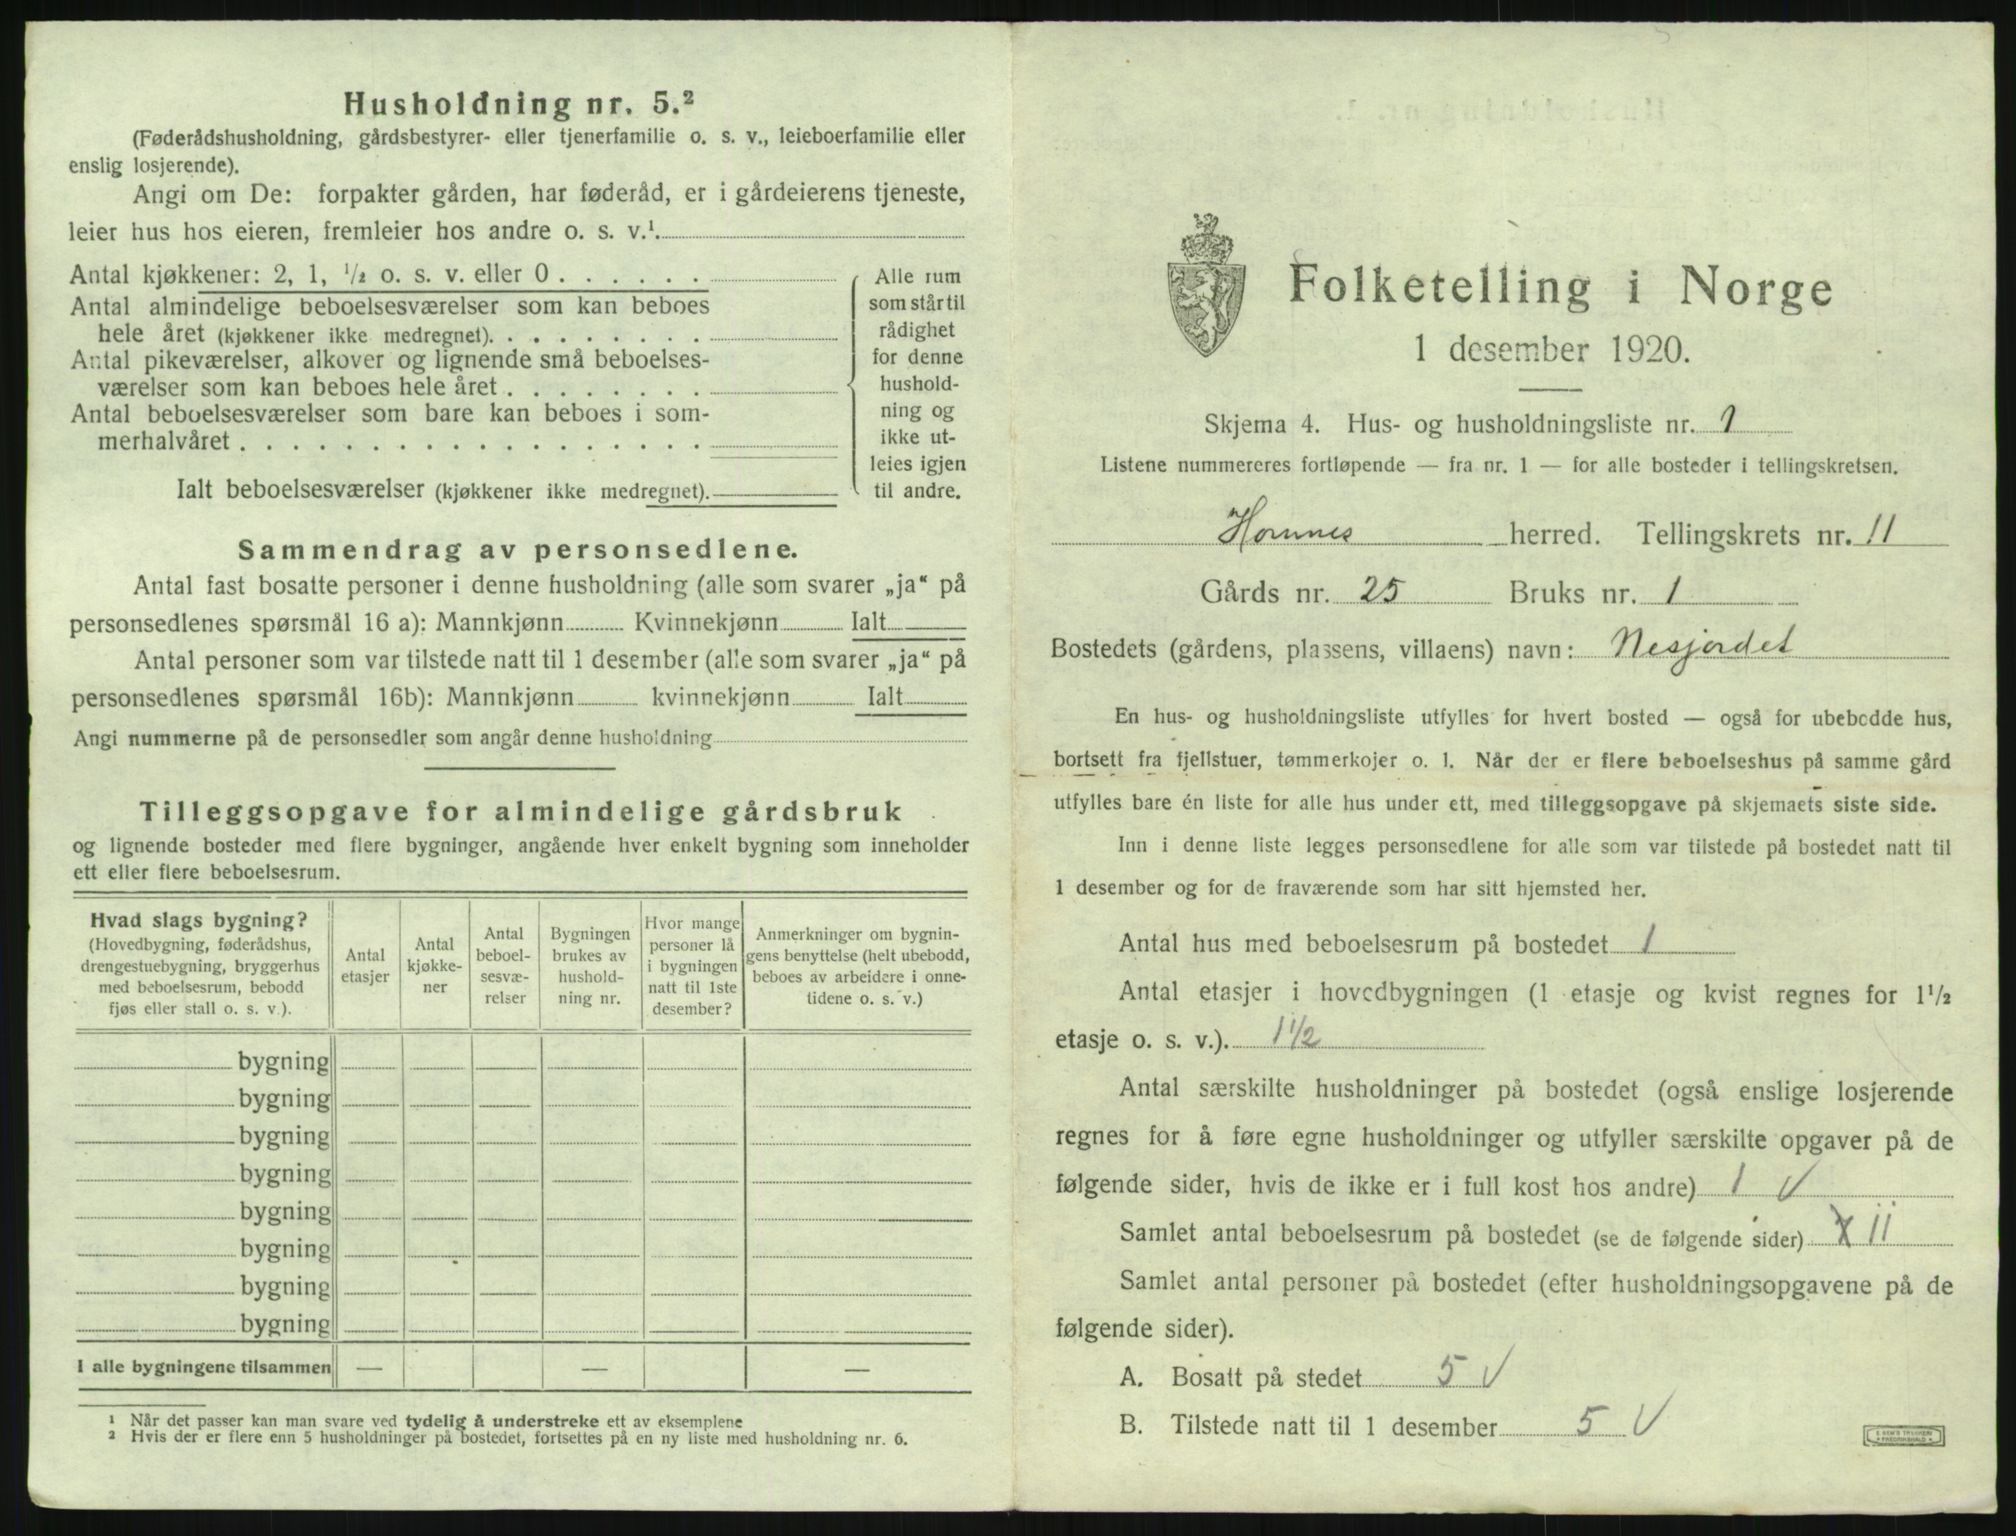 Husholdning nr. 5.²
(Føderådshusholdning, gårdsbestyrer- eller tjenerfamilie o. s. v., leieboerfamilie eller
enslig losjerende).
Angi om De: forpakter gården, har føderåd, er i gårdeierens tjeneste,
leier hus hos eieren, fremleier hos andre o. s. v.¹.
Antal kjøkkener: 2, 1, ½ o. s. v. eller 0 . . . . . .
Antal almindelige beboelsesværelser som kan beboes
hele året (kjøkkener ikke medregnet). . . . . . . . .
Antal pikeværelser, alkover og lignende små beboelses-
værelser som kan beboes hele året . . . . . . . .
Antal beboelsesværelser som bare kan beboes i som-
merhalvåret . . . . . . . . . . . . . . . . . .
Alle rum
som står til
rådighet
for denne
hushold-
ning og
ikke ut-
leies igjen
til andre.
Ialt beboelsesværelser (kjøkkener ikke medregnet).
Sammendrag av personsedlene.
Antal fast bosatte personer i denne husholdning (alle som svarer „ja“ på
personsedlenes spørsmål 16 a): Mannkjønn Kvinnekjønn Ialt
Antal personer som var tilstede natt til 1 desember (alle som svarer „ja“ på
personsedlenes spørsmål 16b): Mannkjønn kvinnekjønn Ialt
Angi nummerne på de personsedler som angår denne husholdning
Tilleggsopgave for almindelige gårdsbruk
og lignende bosteder med flere bygninger, angående hver enkelt bygning som inneholder
ett eller flere beboelsesrum.
Hvad slags bygning?
(Hovedbygning, føderådshus,
drengestuebygning, bryggerhus
med beboelsesrum, bebodd
fjøs eller stall o. s. v.).
Antal
etasjer
Antal
kjøkke-
ner
Antal
beboel-
sesvæ-
relser
Bygningen
brukes av
hushold-
ning nr.
Hvor mange
personer lå
i bygningen
natt til 1ste
desember?
Anmerkninger om bygnin-
gens benyttelse (helt ubebodd,
beboes av arbeidere i onne-
tidene o. s. v.)
bygning
bygning
bygning
bygning
bygning
bygning
bygning
bygning
I alle bygningene tilsammen — — —
¹ Når det passer kan man svare ved tydelig å understreke ett av eksemplene
² Hvis der er flere enn 5 husholdninger på bostedet, fortsettes på en ny liste med husholdning nr. 6.
Folketelling i Norge
1 desember 1920.
Skjema 4. Hus- og husholdningsliste nr. 1
Listene nummereres fortløpende — fra nr. 1 — for alle bosteder i tellingskretsen.
Hornnes herred. Tellingskrets nr. 11
Gårds nr. 25 Bruks nr. 1
Bostedets (gårdens, plassens, villaens) navn: Nesjordet
En hus- og husholdningsliste utfylles for hvert bosted — også for ubebodde hus,
bortsett fra fjellstuer, tømmerkojer o. l. Når der er flere beboelseshus på samme gård
utfylles bare én liste for alle hus under ett, med tilleggsopgave på skjemaets siste side.
Inn i denne liste legges personsedlene for alle som var tilstede på bostedet natt til
1 desember og for de fraværende som har sitt hjemsted her.
Antal hus med beboelsesrum på bostedet 1
Antal etasjer i hovedbygningen (1 etasje og kvist regnes for 1½
etasje o. s. v.). 1½
Antal særskilte husholdninger på bostedet (også enslige losjerende
regnes for å føre egne husholdninger og utfyller særskilte opgaver på de
følgende sider, hvis de ikke er i full kost hos andre) 1 V
Samlet antal beboelsesrum på bostedet (se de følgende sider) 11
Samlet antal personer på bostedet (efter husholdningsopgavene på de
følgende sider).
A. Bosatt på stedet 5 V
B. Tilstede natt til 1 desember 5 V